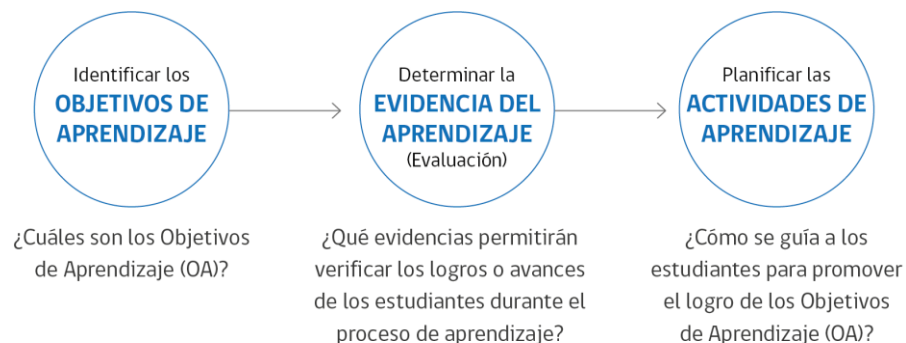 Identificar los
OBJETIVOS DE
APRENDIZAJE
¿Cuáles son los Objetivos
de Aprendizaje (OA)?
Determinar la
EVIDENCIA DEL
APRENDIZAJE
(Evaluación)
¿Qué evidencias permitirán
verificar los logros o avances
de los estudiantes durante el
proceso de aprendizaje?
Planificar las
ACTIVIDADES DE
APRENDIZAJE
¿Cómo se guía a los
estudiantes para promover
el logro de los Objetivos
de Aprendizaje (OA)?